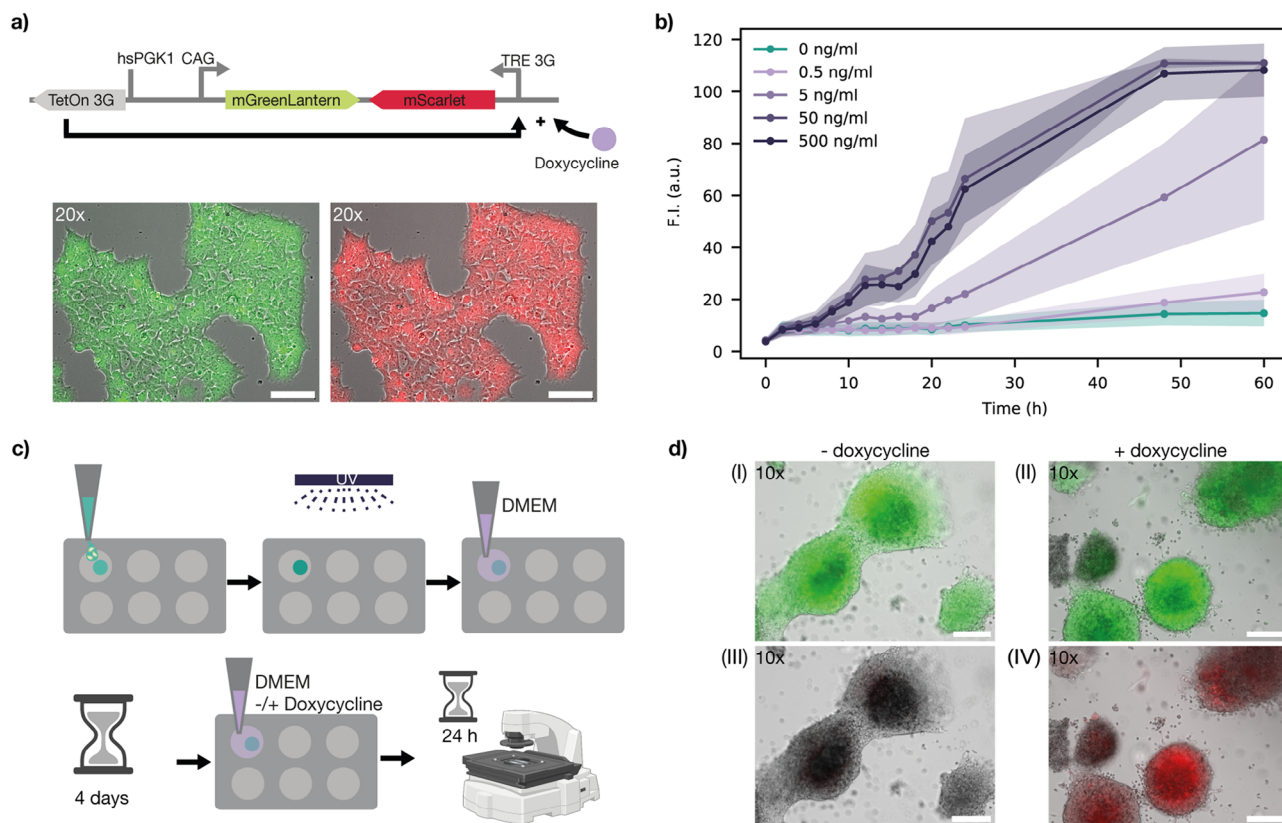 a)
hsPGK1 CAG
TRE 3G
TetOn 3G
mGreenLantern
mScarlet
+
Doxycycline
20x
20x
b)
120
100
80
60
40
20
0
F.I. (a.u.)
0 ng/ml
0.5 ng/ml
5 ng/ml
50 ng/ml
500 ng/ml
0
10
20
30
40
50
60
Time (h)
c)
UV
DMEM
4 days
DMEM
-/+ Doxycycline
24 h
d)
- doxycycline
+ doxycycline
(I)
10x
(II)
10x
(III)
10x
(IV)
10x